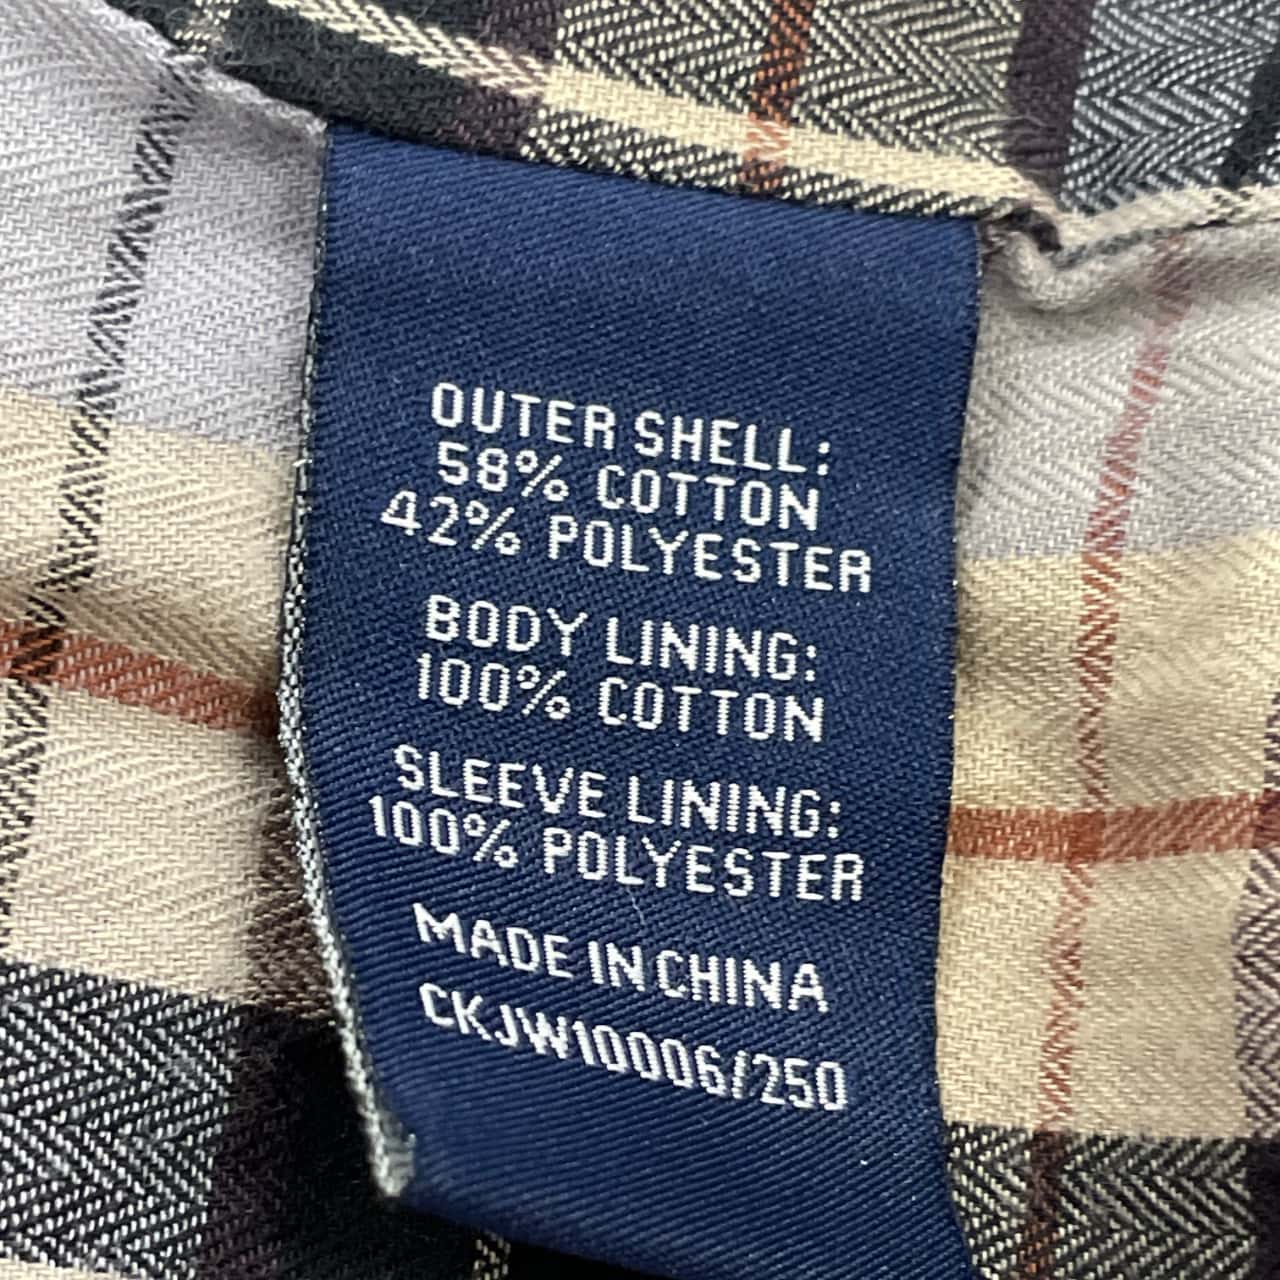 OUTER SHELL:
58% COTTON
42% POLYESTER
BODY LINING:
100% COTTON
SLEEVE LINING:
100% POLYESTER
MADE IN CHINA
CKJW10006/250